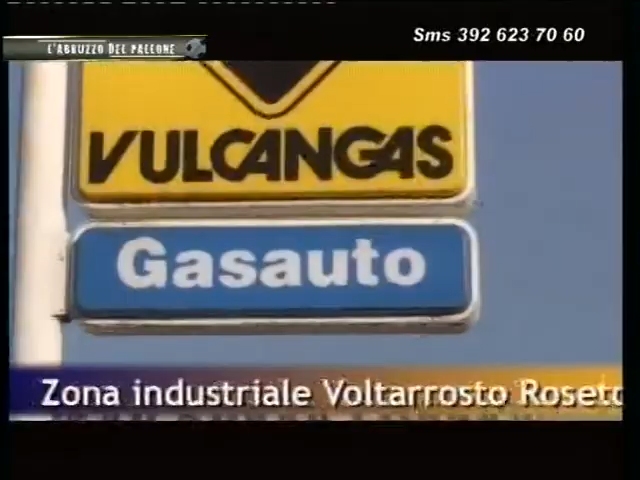 L'ABRUZZO DEL PALLONE
Sms 392 623 70 60
VULCANGAS
Gasauto
Zona industriale Voltarrosto Roseto